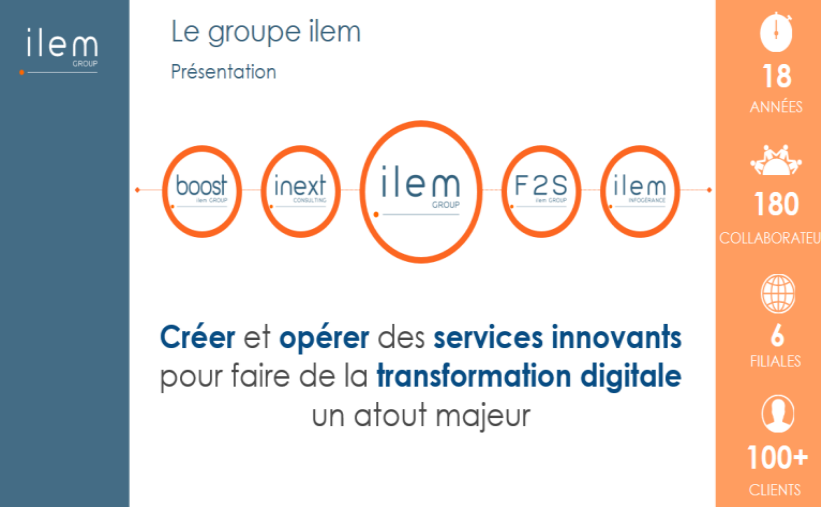 ilem
GROUP
Le groupe ilem
Présentation
boost
ilem GROUP
inext
CONSULTING
ilem
GROUP
F2S
ilem GROUP
ilem
INFOGÉRANCE
Créer et opérer des services innovants
pour faire de la transformation digitale
un atout majeur
18
ANNÉES
180
COLLABORATEU
6
FILIALES
100+
CLIENTS